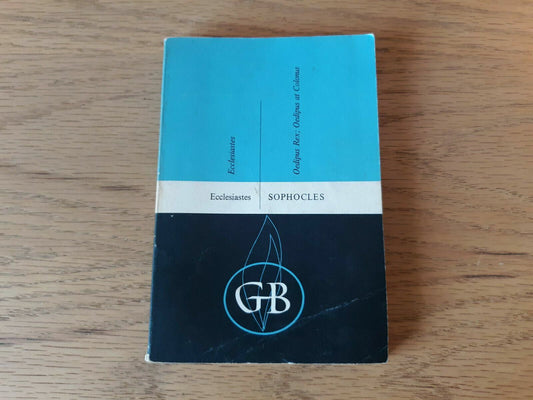 Ecclesiastes
Oedipus Rex; Oedipus at Colonus
Ecclesiastes
SOPHOCLES
GB